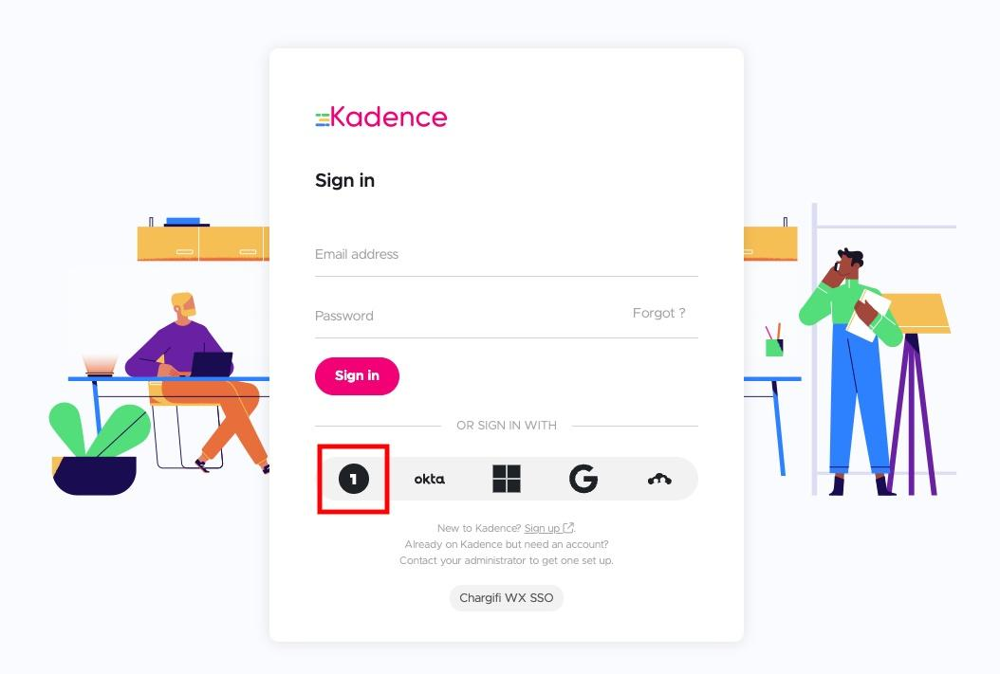 Kadence
Sign in
Email address
Password
Forgot ?
Sign in
OR SIGN IN WITH
1
okta
G
New to Kadence? Sign up.
Already on Kadence but need an account?
Contact your administrator to get one set up.
Chargifi WX SSO